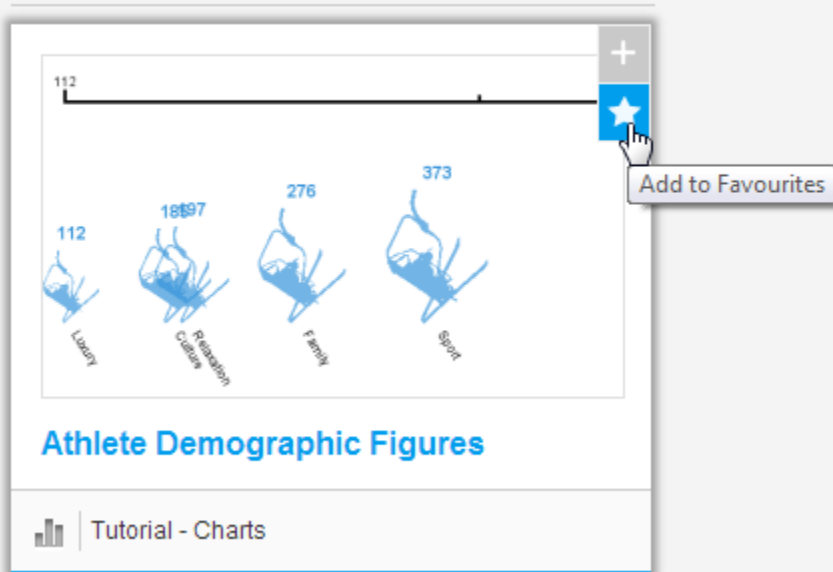 112
Add to Favourites
373
276
197
112
Luxury
Culture
Relaxation
Family
Sport
Athlete Demographic Figures
Tutorial - Charts